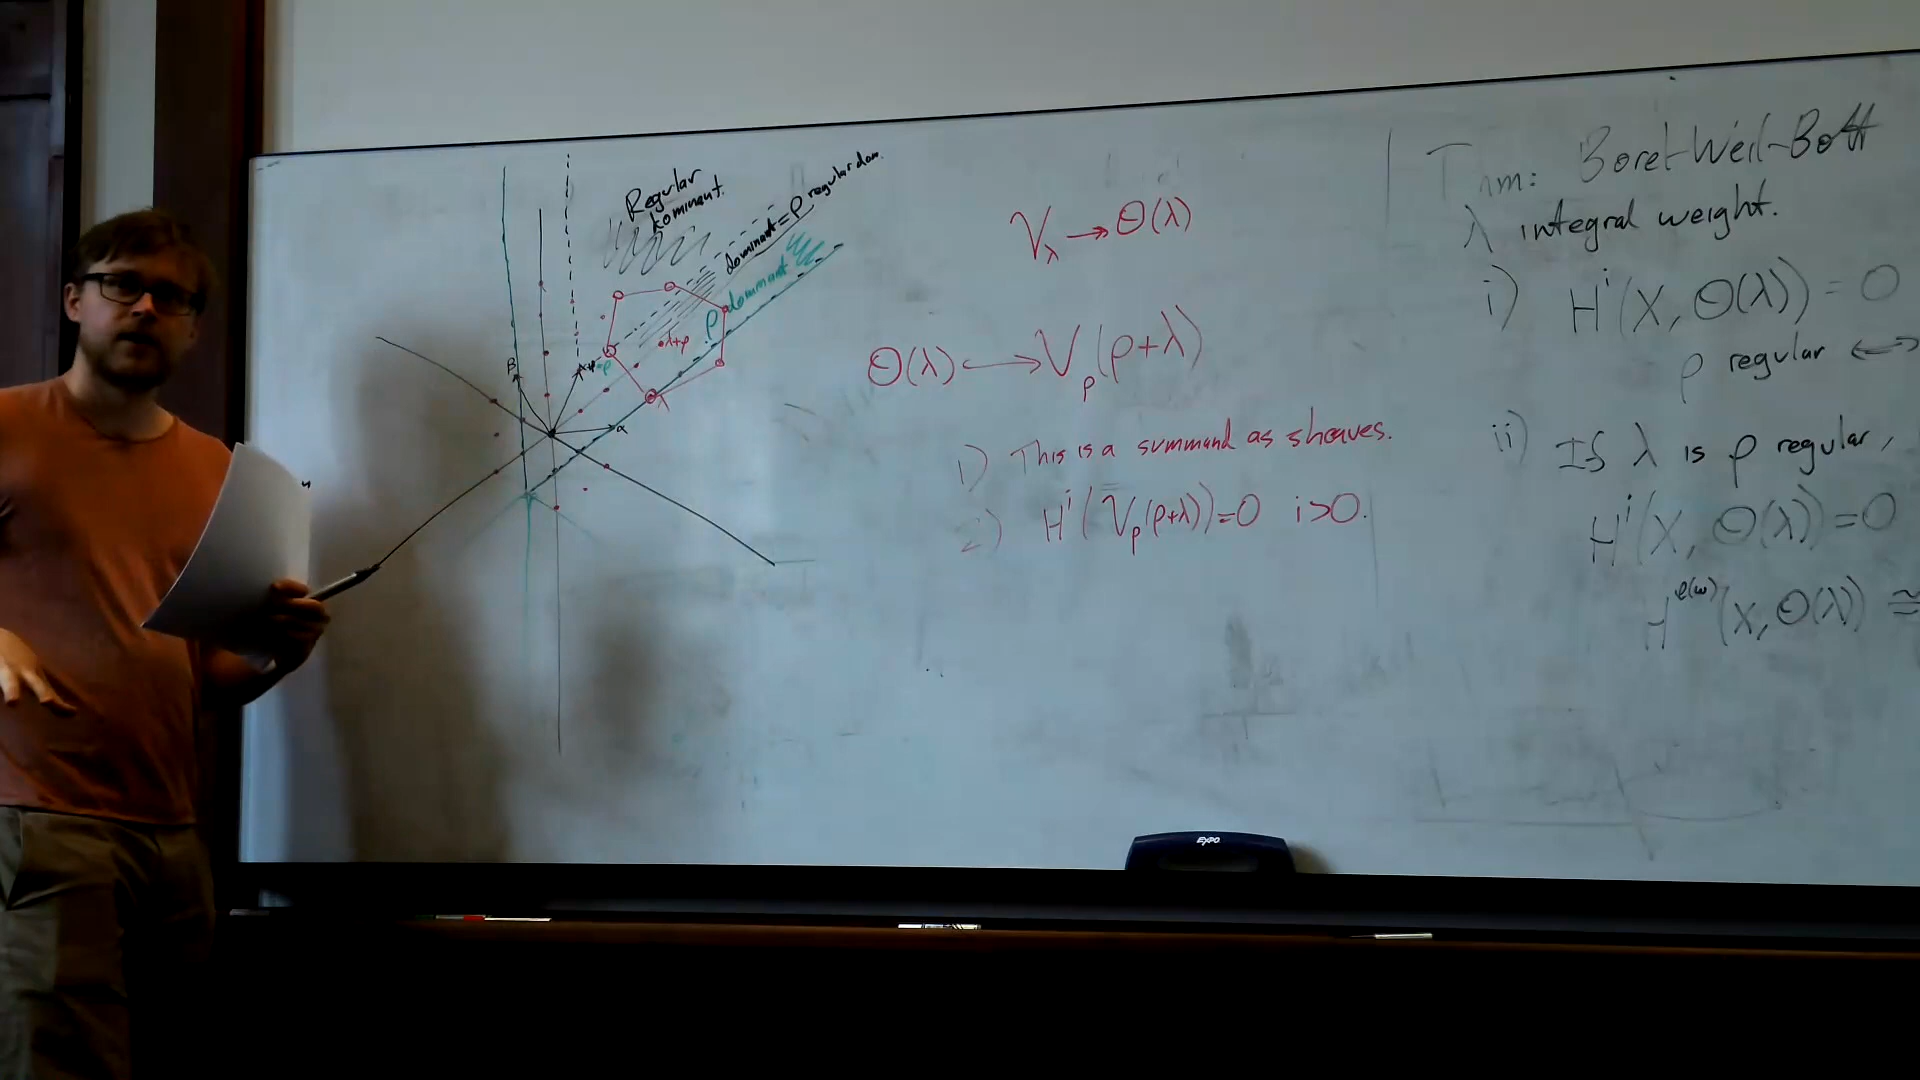 Regular
dominant.
dominant = ρ regular dom.
ρ dominant
λ+ρ
ρ
β
α
λ
V_λ ↠ Θ(λ)
Θ(λ) ↪ V_ρ(ρ+λ)
1) This is a summand as sheaves.
2) H^i(V_ρ(ρ+λ))=0 i>0.
Thm: Borel-Weil-Bott
λ integral weight.
i) H^i(X, Θ(λ)) = 0
ρ regular ↔
ii) If λ is ρ regular,
H^i(X, Θ(λ))=0
H^{ℓ(w)}(X, Θ(λ)) ≅
EXPO